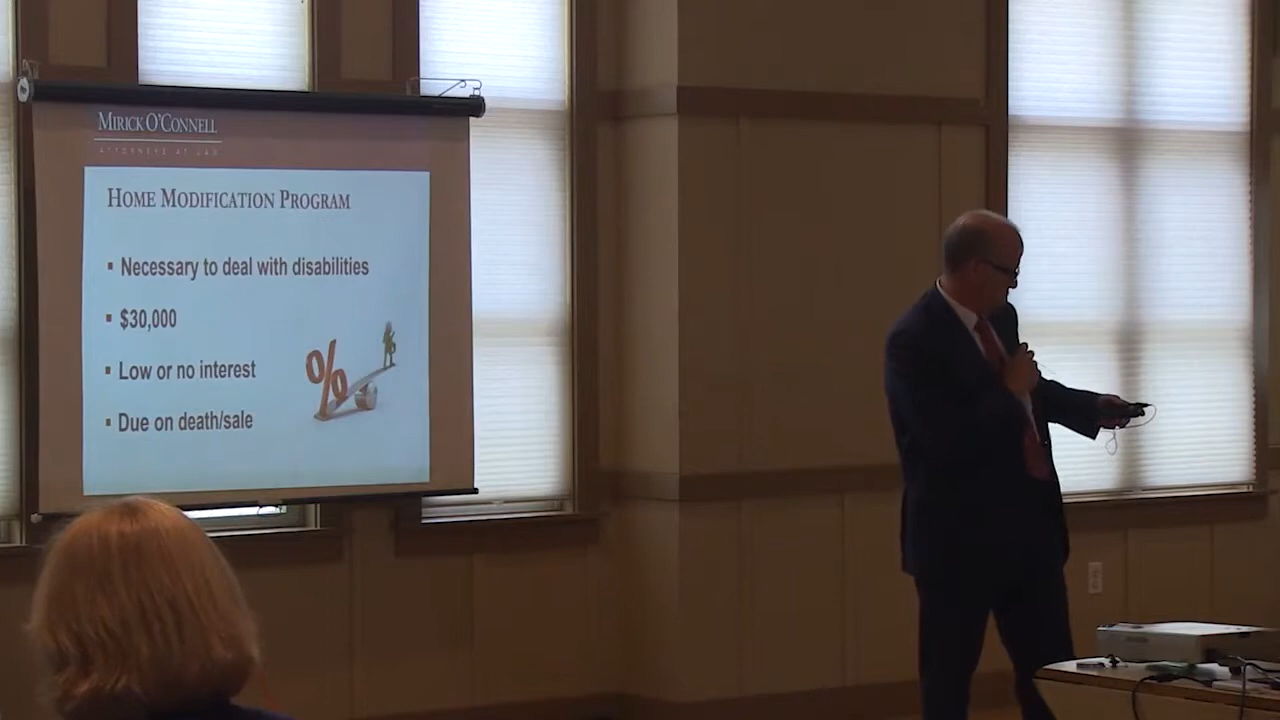 MIRICK O'CONNELL
ATTORNEYS AT LAW
HOME MODIFICATION PROGRAM
▪ Necessary to deal with disabilities
▪ $30,000
▪ Low or no interest
▪ Due on death/sale
%